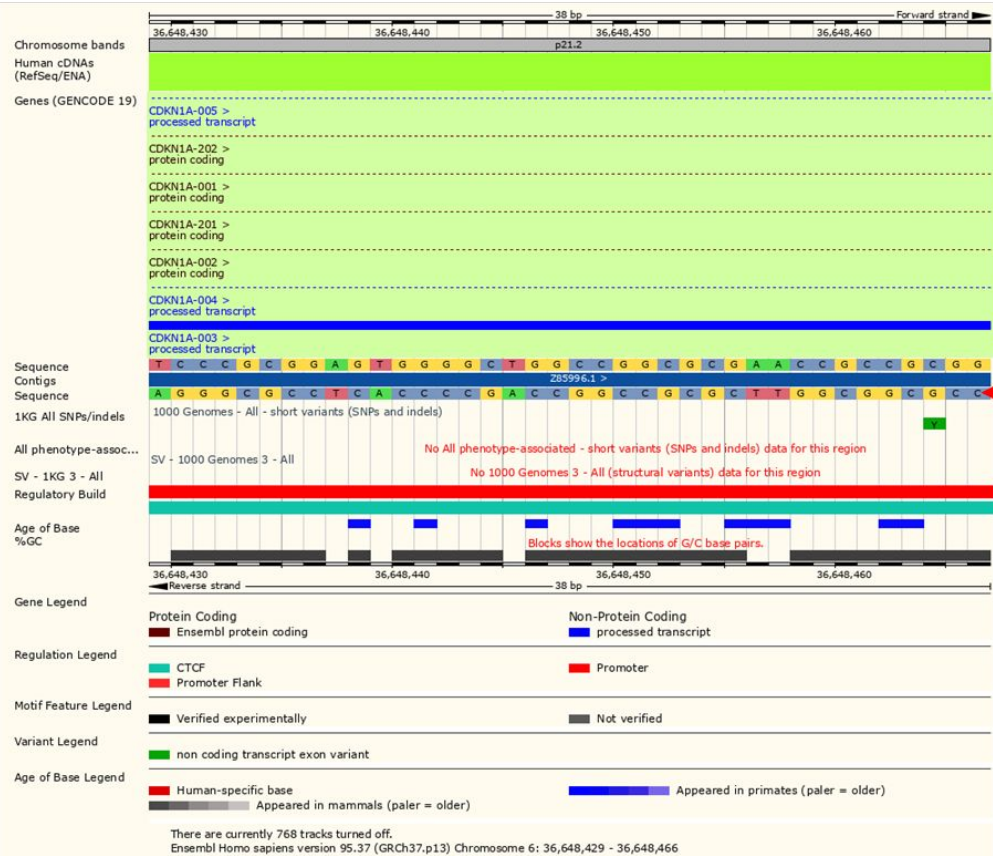 38 bp Forward strand
36,648,430 36,648,440 36,648,450 36,648,460
Chromosome bands p21.2
Human cDNAs
(RefSeq/ENA)
Genes (GENCODE 19)
CDKN1A-005 >
processed transcript
CDKN1A-202 >
protein coding
CDKN1A-001 >
protein coding
CDKN1A-201 >
protein coding
CDKN1A-002 >
protein coding
CDKN1A-004 >
processed transcript
CDKN1A-003 >
processed transcript
Sequence T C C C G C G G A G T G G G G C T G G C C G G C G C G A A C C G C C G C G G
Contigs Z85996.1 >
Sequence A G G G C G C C T C A C C C C G A C C G G C C G C G C T T G G C G G C G C C
1KG All SNPs/indels 1000 Genomes - All - short variants (SNPs and indels)
Y
All phenotype-assoc... No All phenotype-associated - short variants (SNPs and indels) data for this region
SV - 1000 Genomes 3 - All
SV - 1KG 3 - All No 1000 Genomes 3 - All (structural variants) data for this region
Regulatory Build
Age of Base
%GC Blocks show the locations of G/C base pairs.
36,648,430 36,648,440 36,648,450 36,648,460
Reverse strand 38 bp
Gene Legend
Protein Coding Non-Protein Coding
Ensembl protein coding processed transcript
Regulation Legend
CTCF Promoter
Promoter Flank
Motif Feature Legend
Verified experimentally Not verified
Variant Legend
non coding transcript exon variant
Age of Base Legend
Human-specific base Appeared in primates (paler = older)
Appeared in mammals (paler = older)
There are currently 768 tracks turned off.
Ensembl Homo sapiens version 95.37 (GRCh37.p13) Chromosome 6: 36,648,429 - 36,648,466